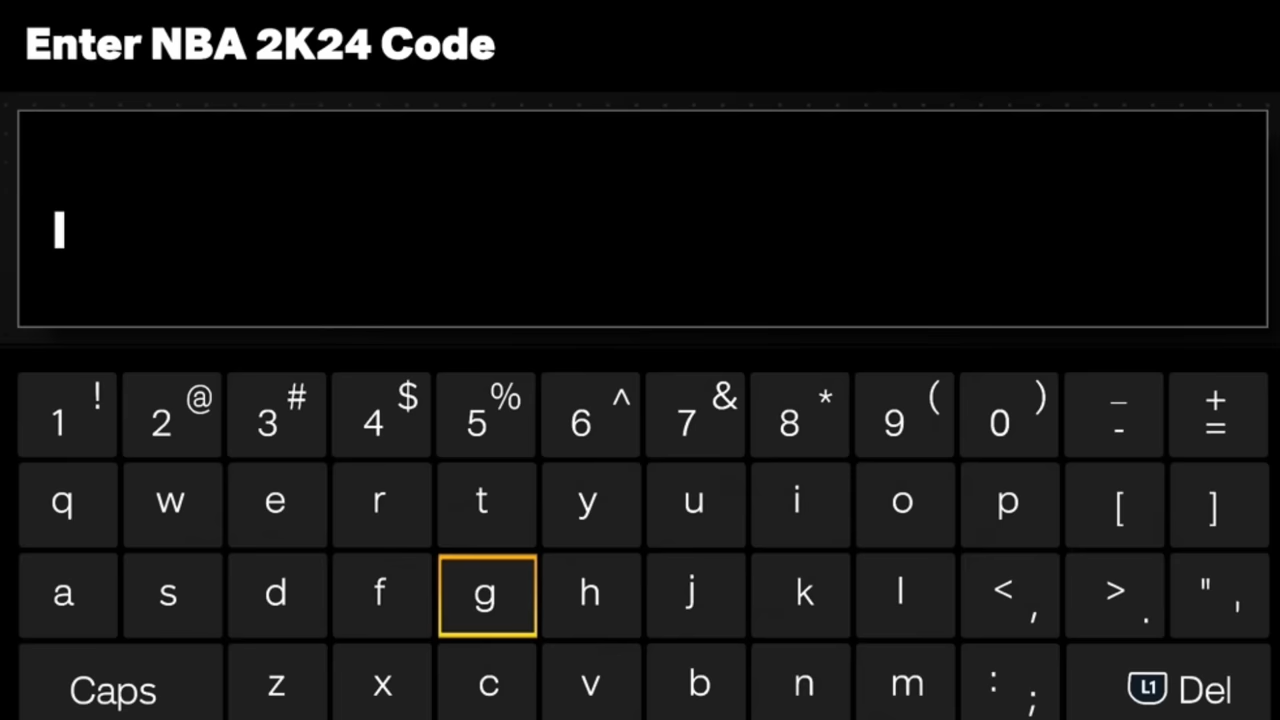 Enter NBA 2K24 Code
1 ! 2 @ 3 # 4 $ 5 % 6 ^ 7 & 8 * 9 ( 0 ) _ - + =
q w e r t y u i o p [ ]
a s d f g h j k l < , > . " '
Caps z x c v b n m : ; L1 Del